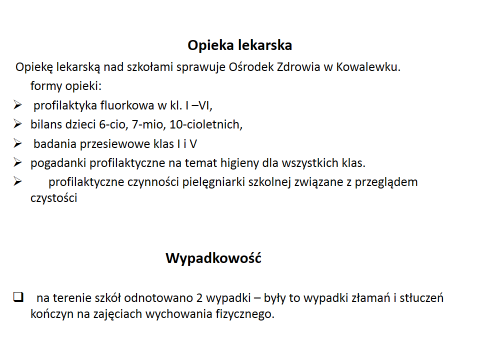 Opieka lekarska
Opiekę lekarską nad szkołami sprawuje Ośrodek Zdrowia w Kowalewku.
formy opieki:
➢ profilaktyka fluorkowa w kl. I –VI,
➢ bilans dzieci 6-cio, 7-mio, 10-cioletnich,
➢ badania przesiewowe klas I i V
➢ pogadanki profilaktyczne na temat higieny dla wszystkich klas.
➢ profilaktyczne czynności pielęgniarki szkolnej związane z przeglądem
czystości
Wypadkowość
❑ na terenie szkół odnotowano 2 wypadki – były to wypadki złamań i stłuczeń
kończyn na zajęciach wychowania fizycznego.